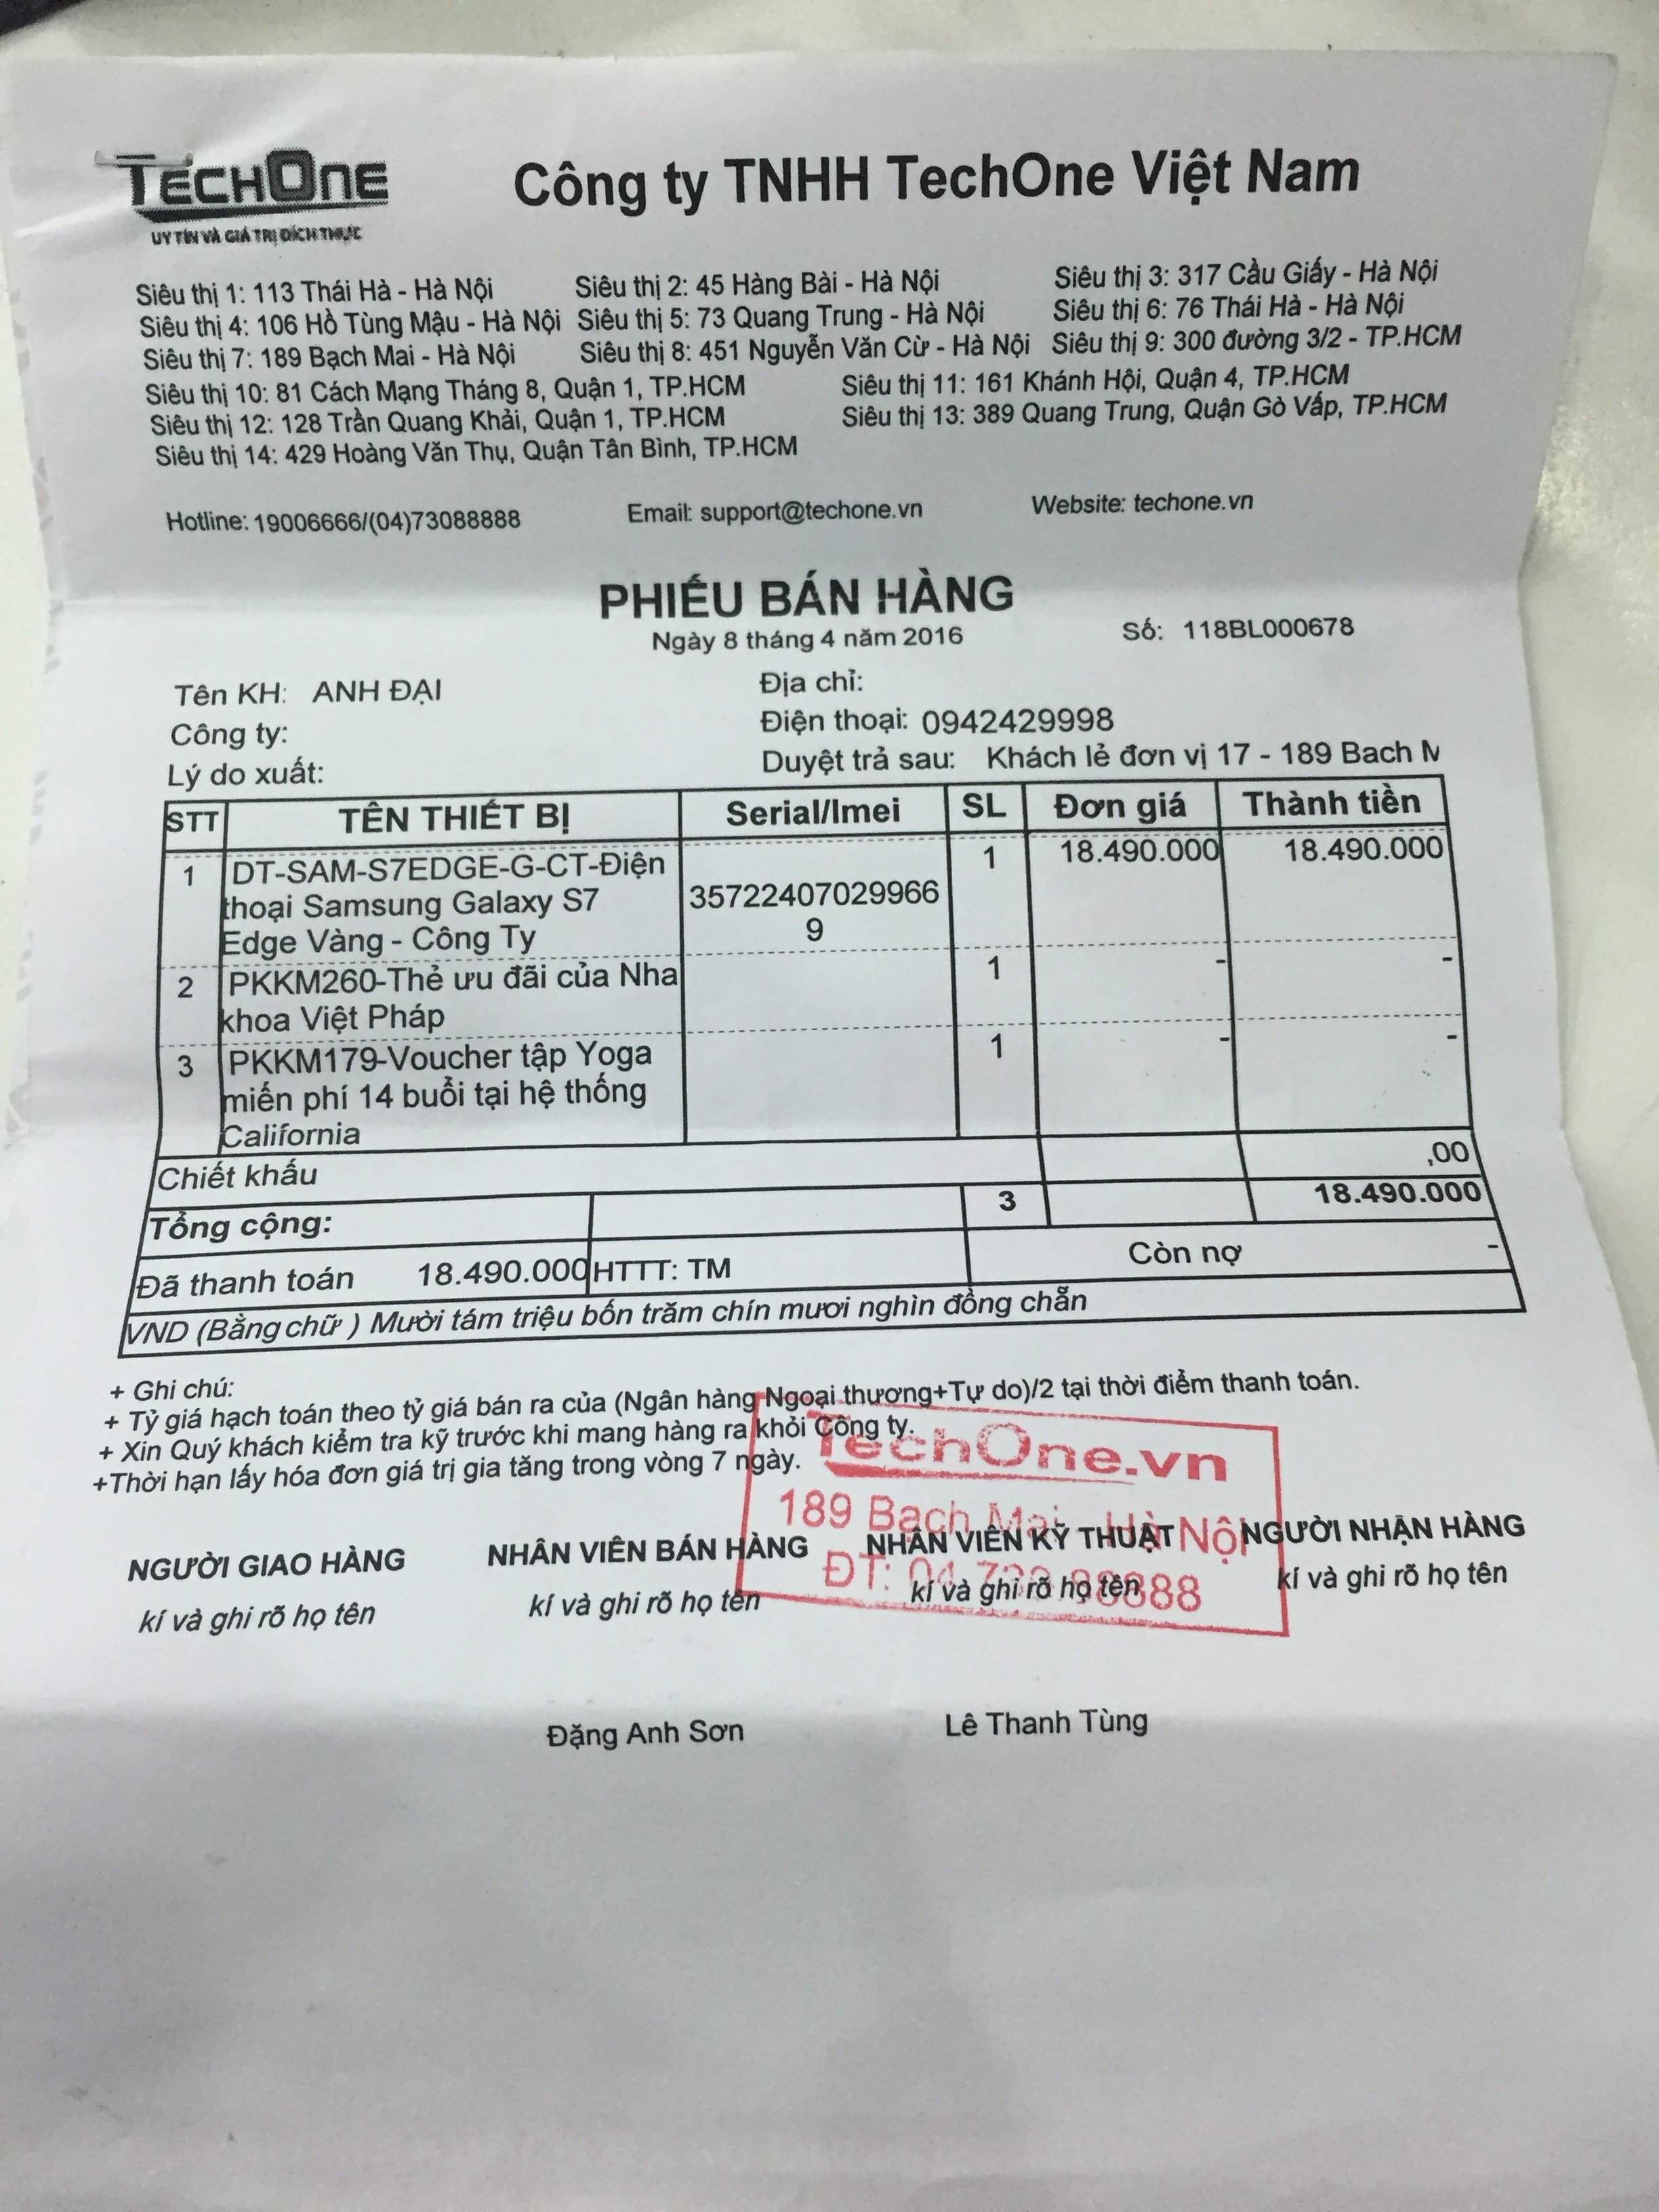 TECHONE
UY TÍN VÀ GIÁ TRỊ ĐÍCH THỰC
Công ty TNHH TechOne Việt Nam
Siêu thị 1: 113 Thái Hà - Hà Nội Siêu thị 2: 45 Hàng Bài - Hà Nội Siêu thị 3: 317 Cầu Giấy - Hà Nội
Siêu thị 4: 106 Hồ Tùng Mậu - Hà Nội Siêu thị 5: 73 Quang Trung - Hà Nội Siêu thị 6: 76 Thái Hà - Hà Nội
Siêu thị 7: 189 Bạch Mai - Hà Nội Siêu thị 8: 451 Nguyễn Văn Cừ - Hà Nội Siêu thị 9: 300 đường 3/2 - TP.HCM
Siêu thị 10: 81 Cách Mạng Tháng 8, Quận 1, TP.HCM Siêu thị 11: 161 Khánh Hội, Quận 4, TP.HCM
Siêu thị 12: 128 Trần Quang Khải, Quận 1, TP.HCM Siêu thị 13: 389 Quang Trung, Quận Gò Vấp, TP.HCM
Siêu thị 14: 429 Hoàng Văn Thụ, Quận Tân Bình, TP.HCM
Hotline: 19006666/(04)73088888 Email: support@techone.vn Website: techone.vn
PHIẾU BÁN HÀNG
Ngày 8 tháng 4 năm 2016 Số: 118BL000678
Tên KH: ANH ĐẠI Địa chỉ:
Công ty: Điện thoại: 0942429998
Lý do xuất: Duyệt trả sau: Khách lẻ đơn vị 17 - 189 Bach M
STT TÊN THIẾT BỊ Serial/Imei SL Đơn giá Thành tiền
1 DT-SAM-S7EDGE-G-CT-Điện 1 18.490.000 18.490.000
thoại Samsung Galaxy S7 35722407029966
Edge Vàng - Công Ty 9
2 PKKM260-Thẻ ưu đãi của Nha 1 - -
khoa Việt Pháp
3 PKKM179-Voucher tập Yoga 1 - -
miến phí 14 buổi tại hệ thống
California
Chiết khấu ,00
Tổng cộng: 3 18.490.000
Đã thanh toán 18.490.000 HTTT: TM Còn nợ -
VND (Bằng chữ ) Mười tám triệu bốn trăm chín mươi nghìn đồng chẵn
+ Ghi chú:
+ Tỷ giá hạch toán theo tỷ giá bán ra của (Ngân hàng Ngoại thương+Tự do)/2 tại thời điểm thanh toán.
+ Xin Quý khách kiểm tra kỹ trước khi mang hàng ra khỏi Công ty.
+Thời hạn lấy hóa đơn giá trị gia tăng trong vòng 7 ngày.
TechOne.vn
189 Bạch Mai - Hà Nội
ĐT: 04
NGƯỜI GIAO HÀNG NHÂN VIÊN BÁN HÀNG NHÂN VIÊN KỸ THUẬT NGƯỜI NHẬN HÀNG
kí và ghi rõ họ tên kí và ghi rõ họ tên kí và ghi rõ họ tên kí và ghi rõ họ tên
Đặng Anh Sơn Lê Thanh Tùng